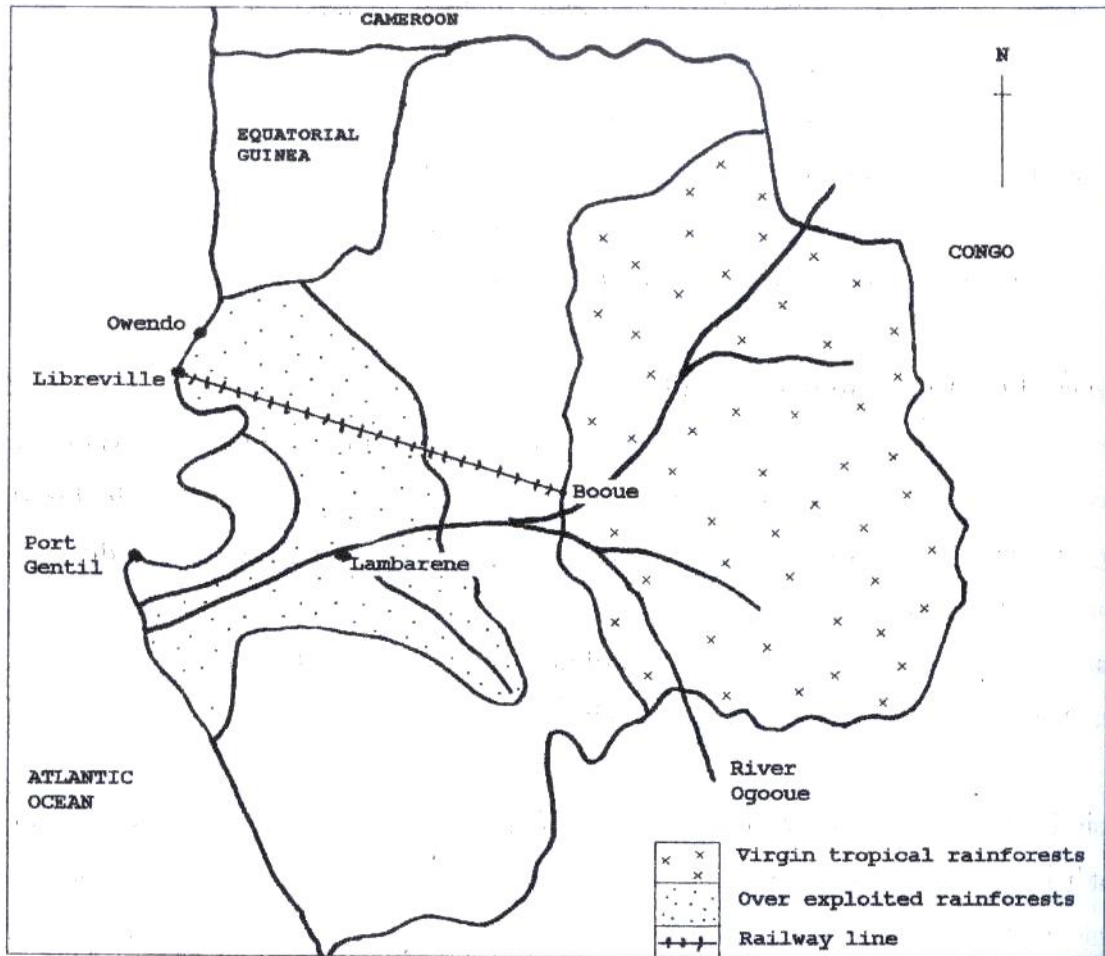 CAMEROON
N
EQUATORIAL
GUINEA
CONGO
Owendo
Libreville
Booue
Port
Gentil
Lambarene
River
Ogooue
ATLANTIC
OCEAN
Virgin tropical rainforests
Over exploited rainforests
Railway line